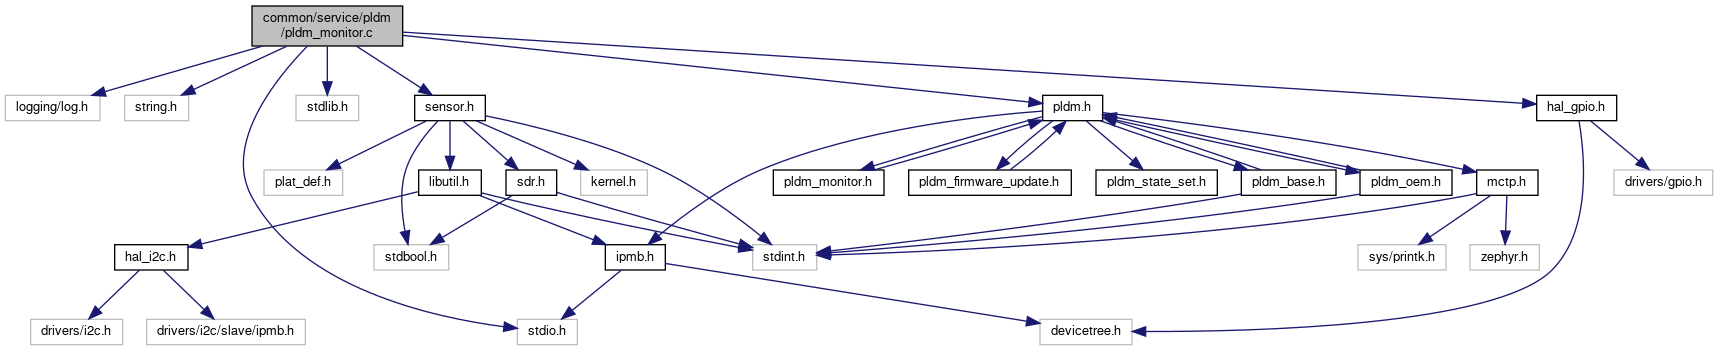 common/service/pldm
/pldm_monitor.c
logging/log.h
string.h
stdlib.h
sensor.h
pldm.h
hal_gpio.h
plat_def.h
libutil.h
sdr.h
kernel.h
pldm_monitor.h
pldm_firmware_update.h
pldm_state_set.h
pldm_base.h
pldm_oem.h
mctp.h
drivers/gpio.h
hal_i2c.h
stdbool.h
ipmb.h
stdint.h
sys/printk.h
zephyr.h
drivers/i2c.h
drivers/i2c/slave/ipmb.h
stdio.h
devicetree.h